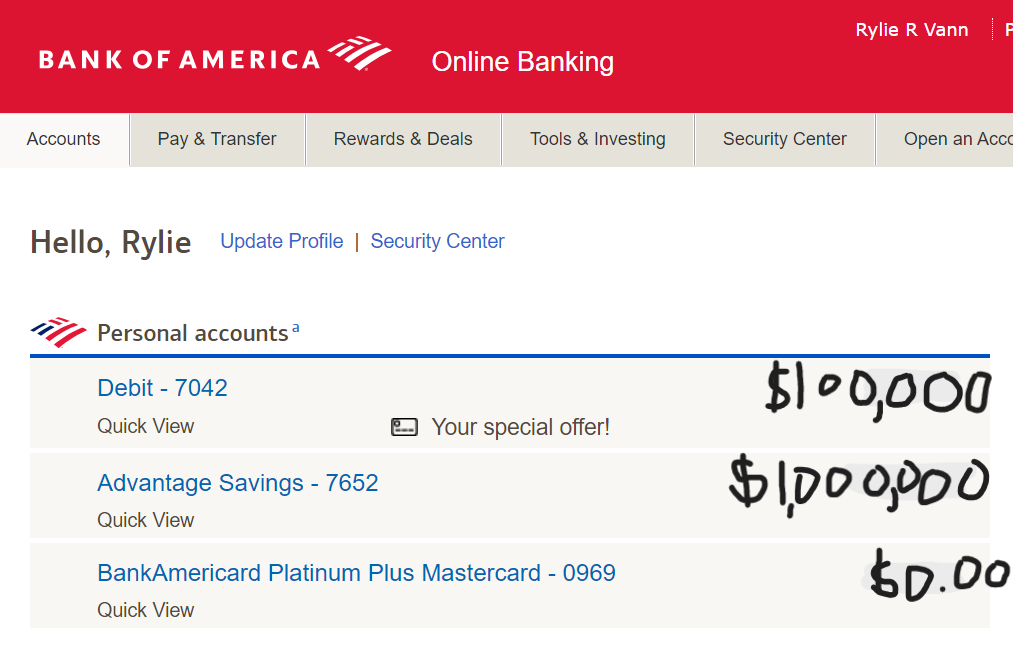 Rylie R Vann
BANK OF AMERICA Online Banking
Accounts Pay & Transfer Rewards & Deals Tools & Investing Security Center Open an Acco
Hello, Rylie Update Profile | Security Center
Personal accounts a
Debit - 7042 $100,000
Quick View Your special offer!
Advantage Savings - 7652 $1,000,000
Quick View
BankAmericard Platinum Plus Mastercard - 0969 $0.00
Quick View